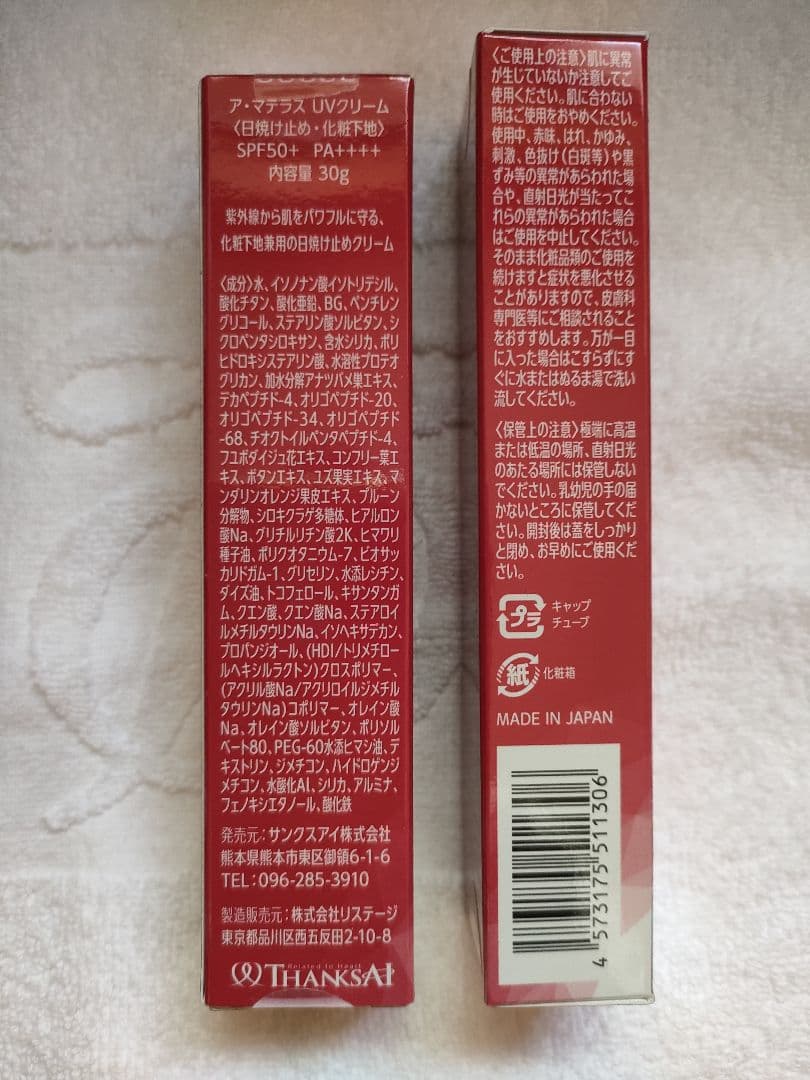 ア・マテラス UVクリーム
〈日焼け止め・化粧下地〉
SPF50+ PA++++
内容量 30g
紫外線から肌をパワフルに守る、
化粧下地兼用の日焼け止めクリーム
〈成分〉水、イソノナン酸イソトリデシル、
酸化チタン、酸化亜鉛、BG、ペンチレン
グリコール、ステアリン酸ソルビタン、シ
クロペンタシロキサン、含水シリカ、ポリ
ヒドロキシステアリン酸、水溶性プロテオ
グリカン、加水分解アナツバメ巣エキス、
デカペプチド-4、オリゴペプチド-20、
オリゴペプチド-34、オリゴペプチド
-68、チオクトイルペンタペプチド-4、
フユボダイジュ花エキス、コンフリー葉エ
キス、ボタンエキス、ユズ果実エキス、マ
ンダリンオレンジ果皮エキス、プルーン
分解物、シロキクラゲ多糖体、ヒアルロン
酸Na、グリチルリチン酸2K、ヒマワリ
種子油、ポリクオタニウム-7、ビオサッ
カリドガム-1、グリセリン、水添レシチン、
ダイズ油、トコフェロール、キサンタンガ
ム、クエン酸、クエン酸Na、ステアロイ
ルメチルタウリンNa、イソヘキサデカン、
プロパンジオール、(HDI/トリメチロ
ールヘキシルラクトン)クロスポリマー、
(アクリル酸Na/アクリロイルジメチル
タウリンNa)コポリマー、オレイン酸
Na、オレイン酸ソルビタン、ポリソル
ベート80、PEG-60水添ヒマシ油、デ
キストリン、ジメチコン、ハイドロゲンジ
メチコン、水酸化Al、シリカ、アルミナ、
フェノキシエタノール、酸化鉄
発売元:サンクスアイ株式会社
熊本県熊本市東区御領6-1-6
TEL:096-285-3910
製造販売元:株式会社リステージ
東京都品川区西五反田2-10-8
Related to Heart
THANKSAI
〈ご使用上の注意〉肌に異常
が生じていないか注意してご
使用ください。肌に合わない
時はご使用をおやめください。
使用中、赤味、はれ、かゆみ、
刺激、色抜け(白斑等)や黒
ずみ等の異常があらわれた場
合や、直射日光が当たってこ
れらの異常があらわれた場合
はご使用を中止してください。
そのまま化粧品類のご使用を
続けますと症状を悪化させる
ことがありますので、皮膚科
専門医等にご相談されること
をおすすめします。万が一目
に入った場合はこすらずにす
ぐに水またはぬるま湯で洗い
流してください。
〈保管上の注意〉極端に高温
または低温の場所、直射日光
のあたる場所には保管しない
でください。乳幼児の手の届
かないところに保管してくだ
さい。開封後は蓋をしっかり
と閉め、お早めにご使用くだ
さい。
プラ
キャップ
チューブ
紙
化粧箱
MADE IN JAPAN
4 573175 511306